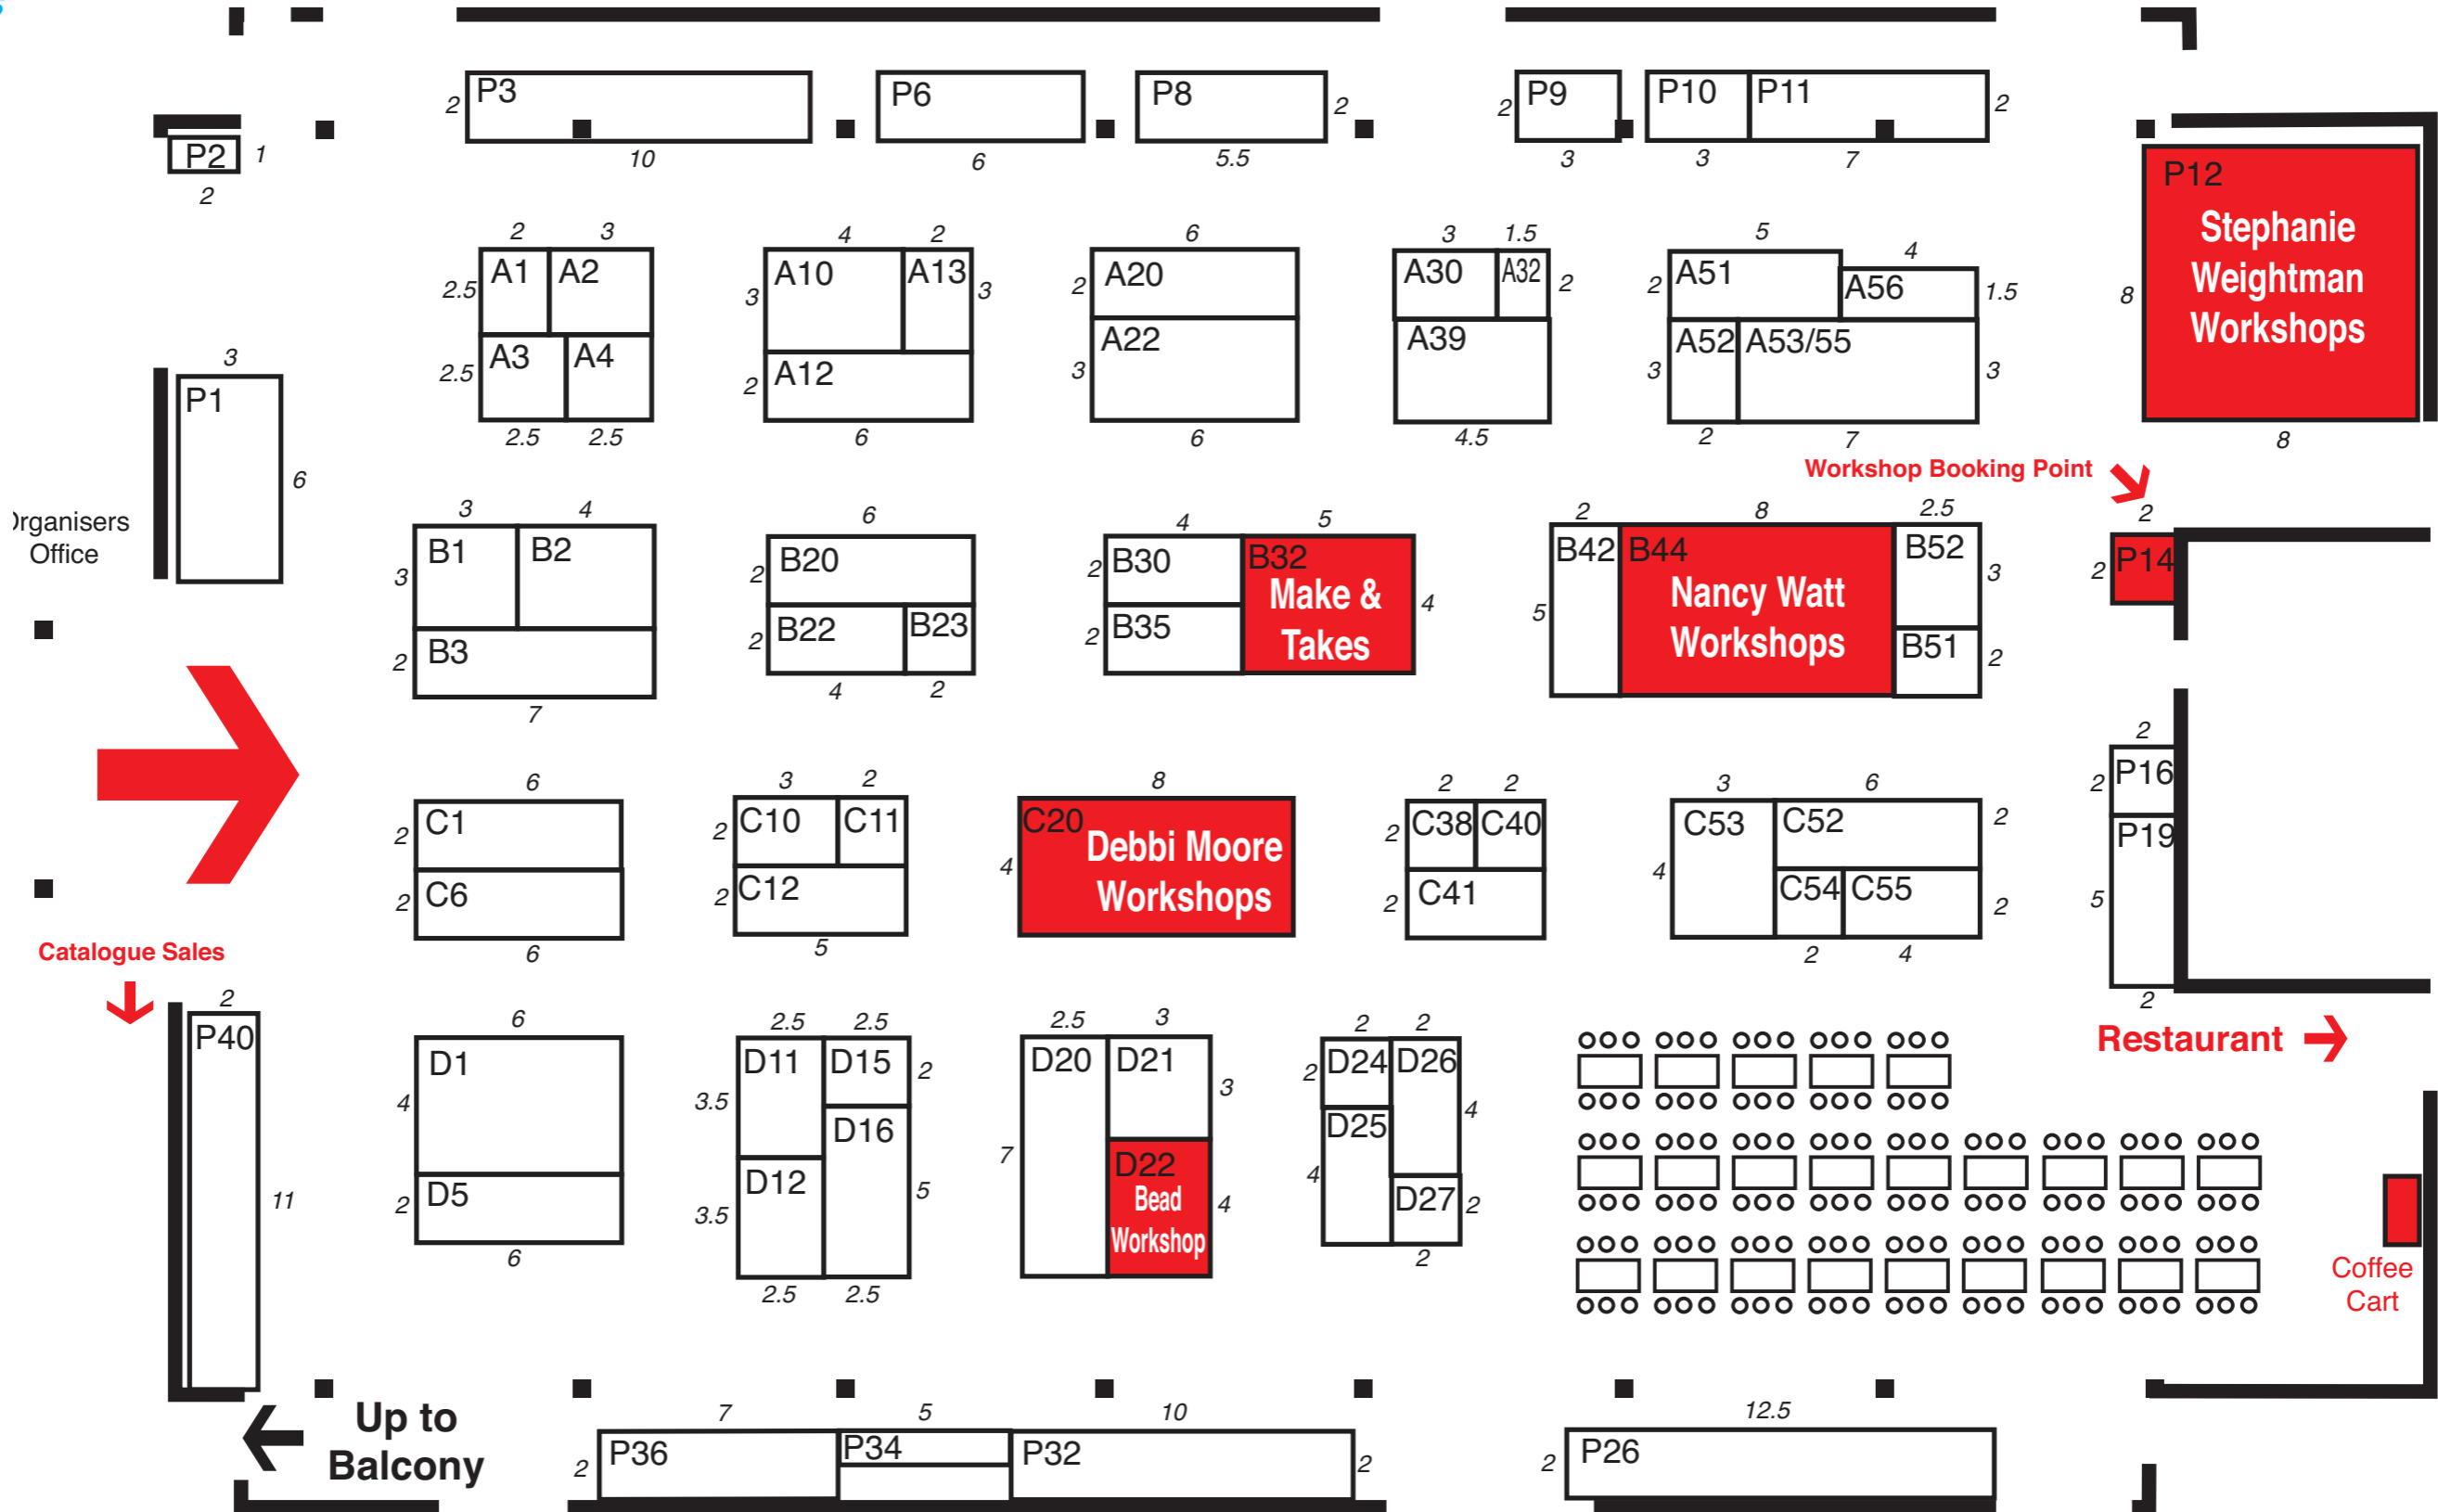 P3
P6
P8
P9
P10
P11
2
2
2
2
10
6
5.5
3
3
7
P2
1
2
P12
Stephanie
Weightman
Workshops
8
8
2
3
4
2
6
3
1.5
5
4
A1
A2
A10
A13
A20
A30
A32
A51
A56
2.5
3
3
2
2
2
1.5
A3
A4
A12
A22
A39
A52
A53/55
2.5
2
3
3
3
2.5
2.5
6
6
4.5
2
7
3
P1
6
Organisers
Office
Workshop Booking Point
2
P14
2
3
4
6
4
5
2
8
2.5
B1
B2
B20
B30
B32
Make &
Takes
B42
B44
Nancy Watt
Workshops
B52
3
2
2
4
5
3
B3
B22
B23
B35
B51
2
2
2
2
7
4
2
2
P16
2
P19
5
2
6
3
2
8
2
2
3
6
C1
C10
C11
C20
Debbi Moore
Workshops
C38
C40
C53
C52
2
2
4
2
4
2
C6
C12
C41
C54
C55
2
2
2
2
6
5
2
4
Catalogue Sales
Restaurant
2
P40
11
6
2.5
2.5
2.5
3
2
2
D1
D11
D15
D20
D21
D24
D26
4
3.5
2
7
3
2
4
D5
D12
D16
D22
Bead
Workshop
D25
D27
2
3.5
5
4
4
2
6
2.5
2.5
2
Coffee
Cart
Up to
Balcony
7
5
10
12.5
2
P36
P34
P32
2
2
P26